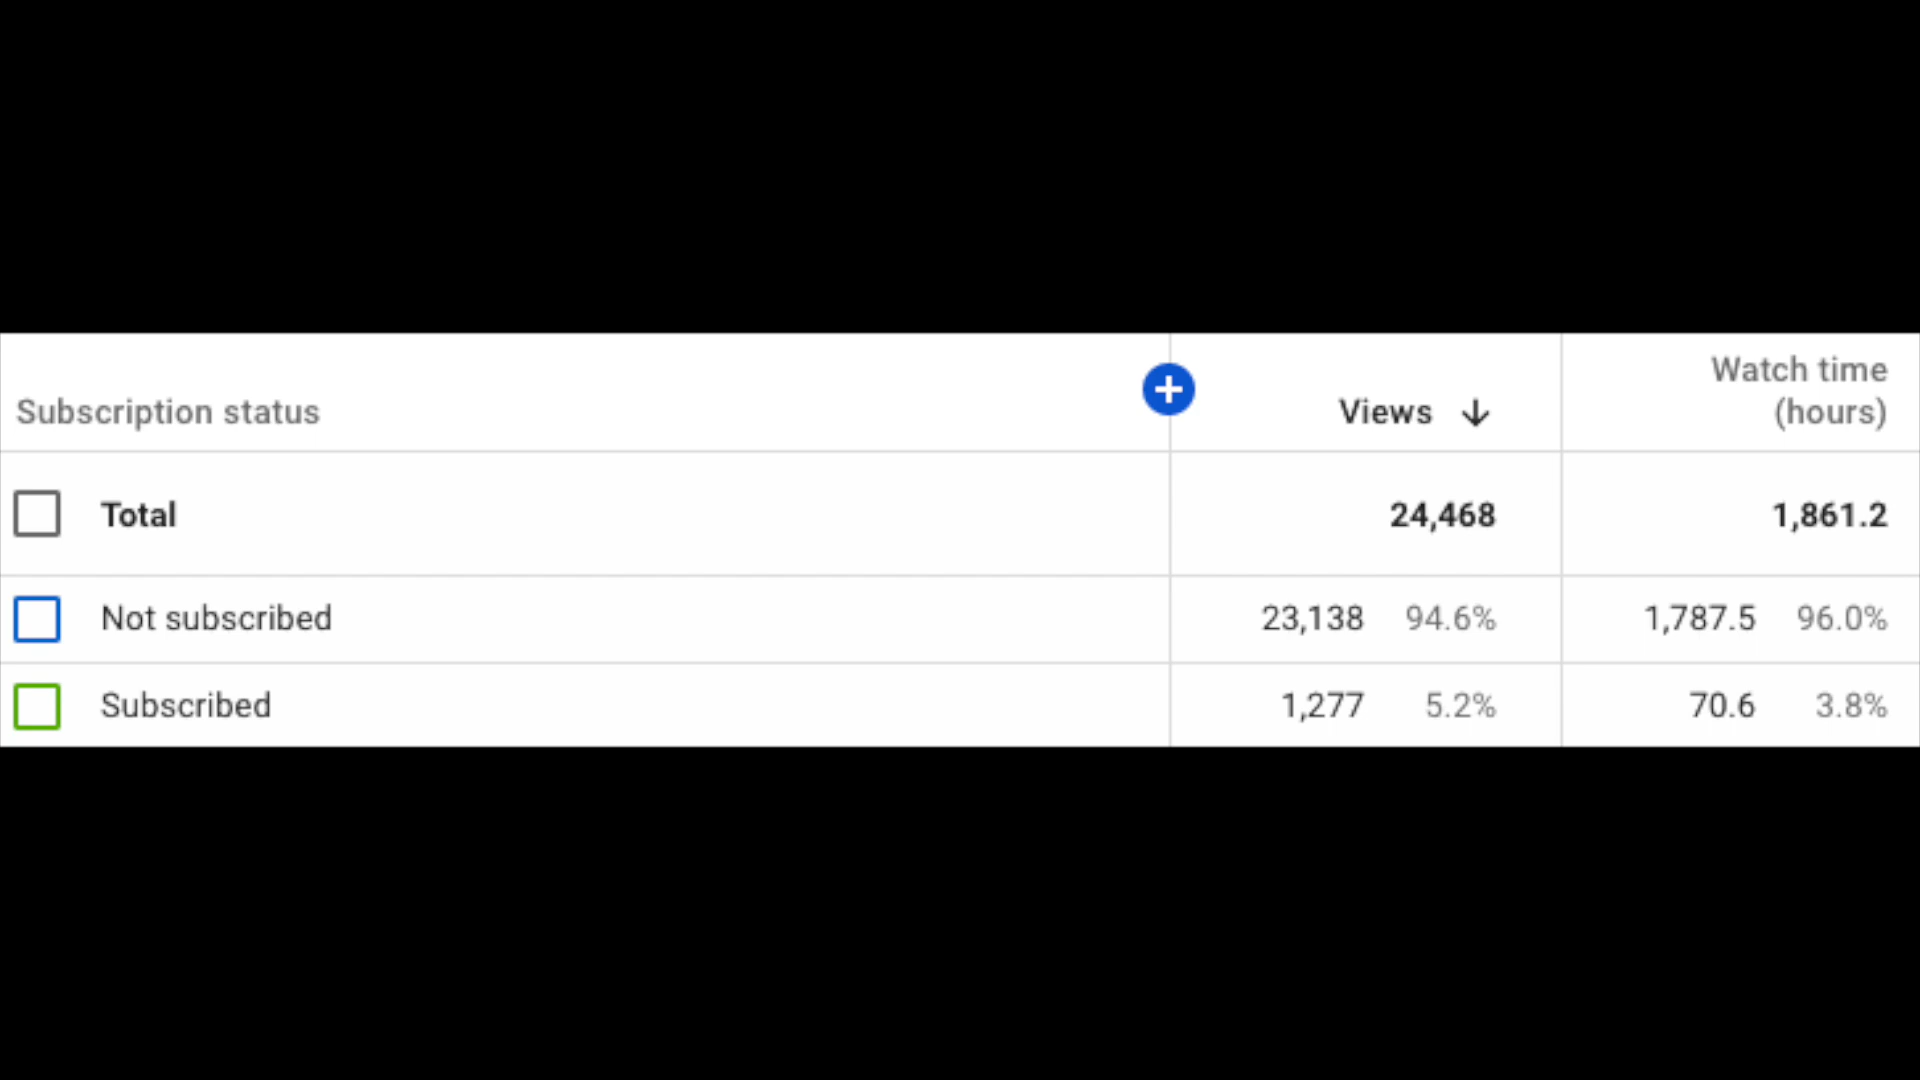 Subscription status Views ↓ Watch time (hours)
Total 24,468 1,861.2
Not subscribed 23,138 94.6% 1,787.5 96.0%
Subscribed 1,277 5.2% 70.6 3.8%